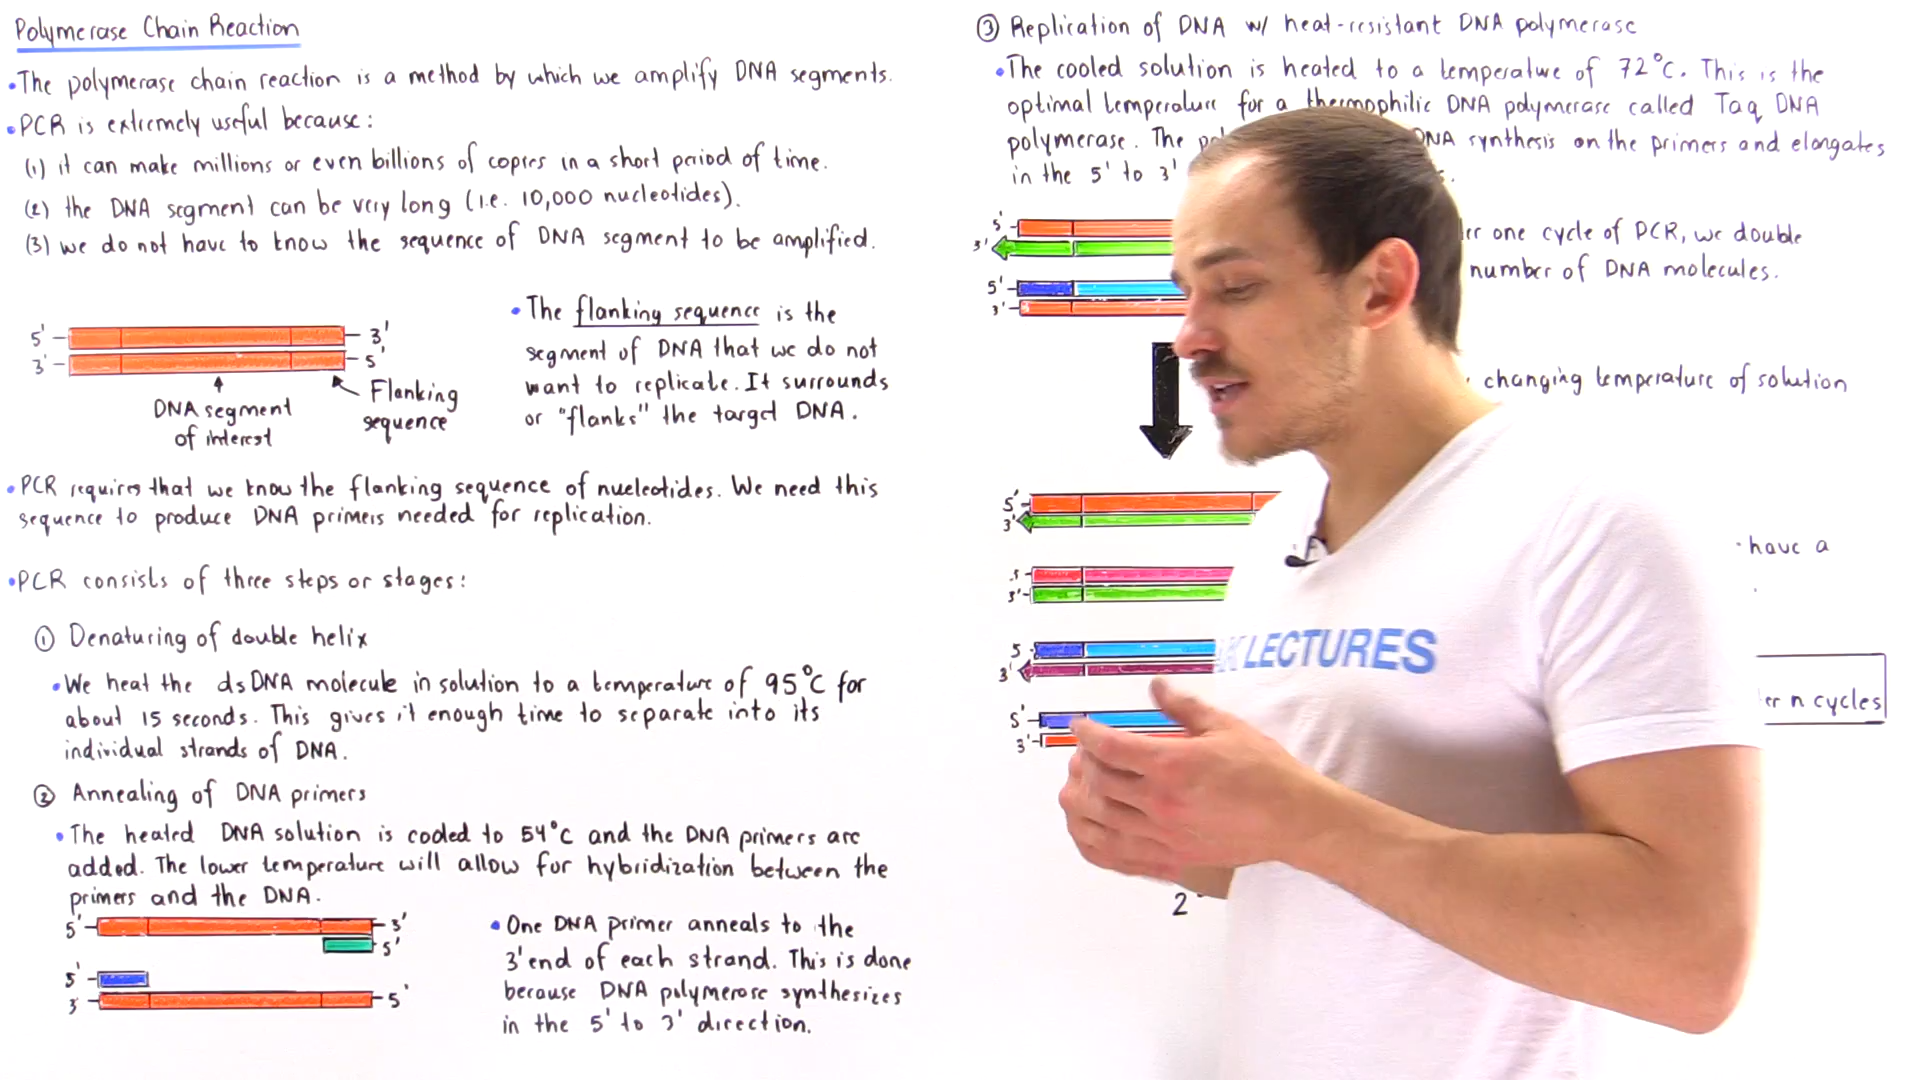 Polymerase Chain Reaction
•The polymerase chain reaction is a method by which we amplify DNA segments.
•PCR is extremely useful because:
(1) it can make millions or even billions of copies in a short period of time.
(2) the DNA segment can be very long (i.e. 10,000 nucleotides).
(3) we do not have to know the sequence of DNA segment to be amplified.
5' 3'
3' 5'
DNA segment
of interest
Flanking
sequence
•The flanking sequence is the
segment of DNA that we do not
want to replicate. It surrounds
or "flanks" the target DNA.
•PCR requires that we know the flanking sequence of nucleotides. We need this
sequence to produce DNA primers needed for replication.
•PCR consists of three steps or stages:
① Denaturing of double helix
•We heat the dsDNA molecule in solution to a temperature of 95°C for
about 15 seconds. This gives it enough time to separate into its
individual strands of DNA.
② Annealing of DNA primers
•The heated DNA solution is cooled to 54°C and the DNA primers are
added. The lower temperature will allow for hybridization between the
primers and the DNA.
5' 3'
5'
5'
3' 5'
•One DNA primer anneals to the
3' end of each strand. This is done
because DNA polymerase synthesizes
in the 5' to 3' direction.
③ Replication of DNA w/ heat-resistant DNA polymerase
•The cooled solution is heated to a temperature of 72°C. This is the
optimal temperature for a thermophilic DNA polymerase called Taq DNA
polymerase. The DNA synthesis on the primers and elongates
in the 5' to 3'
5'
3'
5'
3'
one cycle of PCR, we double
number of DNA molecules.
changing temperature of solution
5'
3'
5
3'
5
3'
5'
3'
have a
n cycles
2
LECTURES